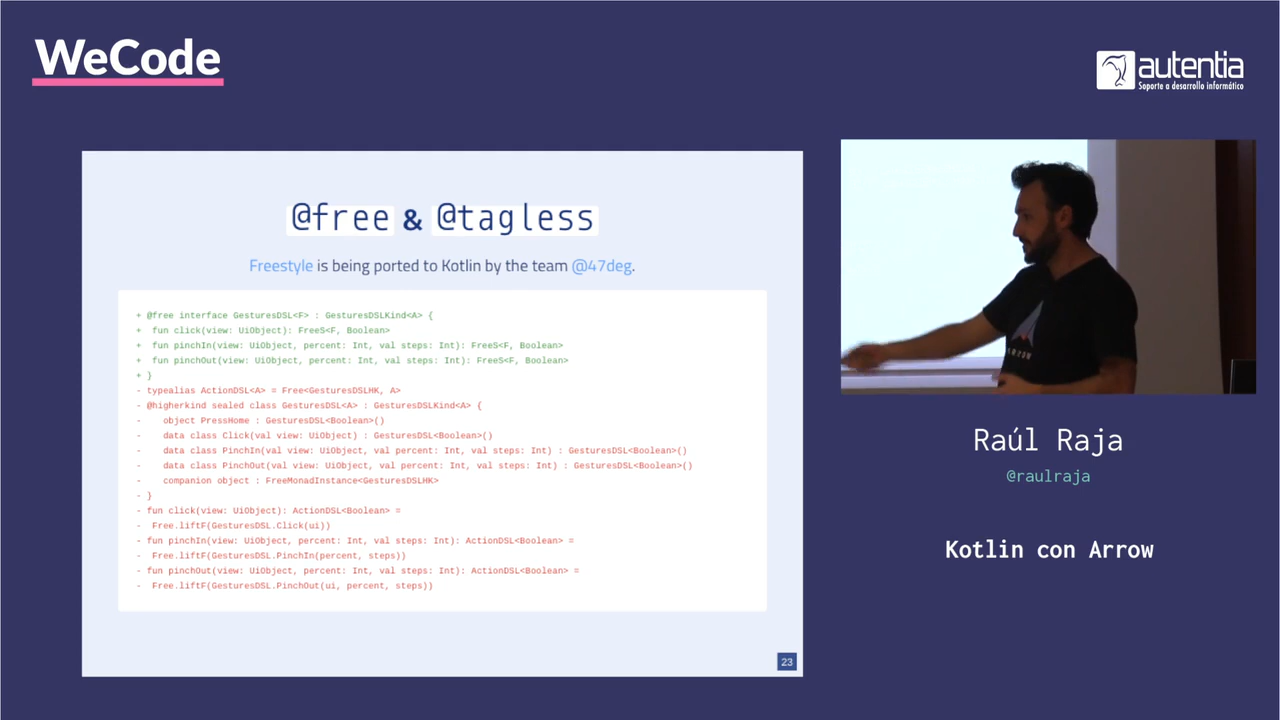 WeCode
autentia
Soporte a desarrollo informático
@free & @tagless
Freestyle is being ported to Kotlin by the team @47deg.
+ @free interface GesturesDSL<F> : GesturesDSLKind<A> {
+  fun click(view: UiObject): FreeS<F, Boolean>
+  fun pinchIn(view: UiObject, percent: Int, val steps: Int): FreeS<F, Boolean>
+  fun pinchOut(view: UiObject, percent: Int, val steps: Int): FreeS<F, Boolean>
+ }
- typealias ActionDSL<A> = Free<GesturesDSLHK, A>
- @higherkind sealed class GesturesDSL<A> : GesturesDSLKind<A> {
-    object PressHome : GesturesDSL<Boolean>()
-    data class Click(val view: UiObject) : GesturesDSL<Boolean>()
-    data class PinchIn(val view: UiObject, val percent: Int, val steps: Int) : GesturesDSL<Boolean>()
-    data class PinchOut(val view: UiObject, val percent: Int, val steps: Int) : GesturesDSL<Boolean>()
-    companion object : FreeMonadInstance<GesturesDSLHK>
- }
- fun click(view: UiObject): ActionDSL<Boolean> =
-  Free.liftF(GesturesDSL.Click(ui))
- fun pinchIn(view: UiObject, percent: Int, val steps: Int): ActionDSL<Boolean> =
-  Free.liftF(GesturesDSL.PinchIn(percent, steps))
- fun pinchOut(view: UiObject, percent: Int, val steps: Int): ActionDSL<Boolean> =
-  Free.liftF(GesturesDSL.PinchOut(ui, percent, steps))
23
Raúl Raja
@raulraja
Kotlin con Arrow